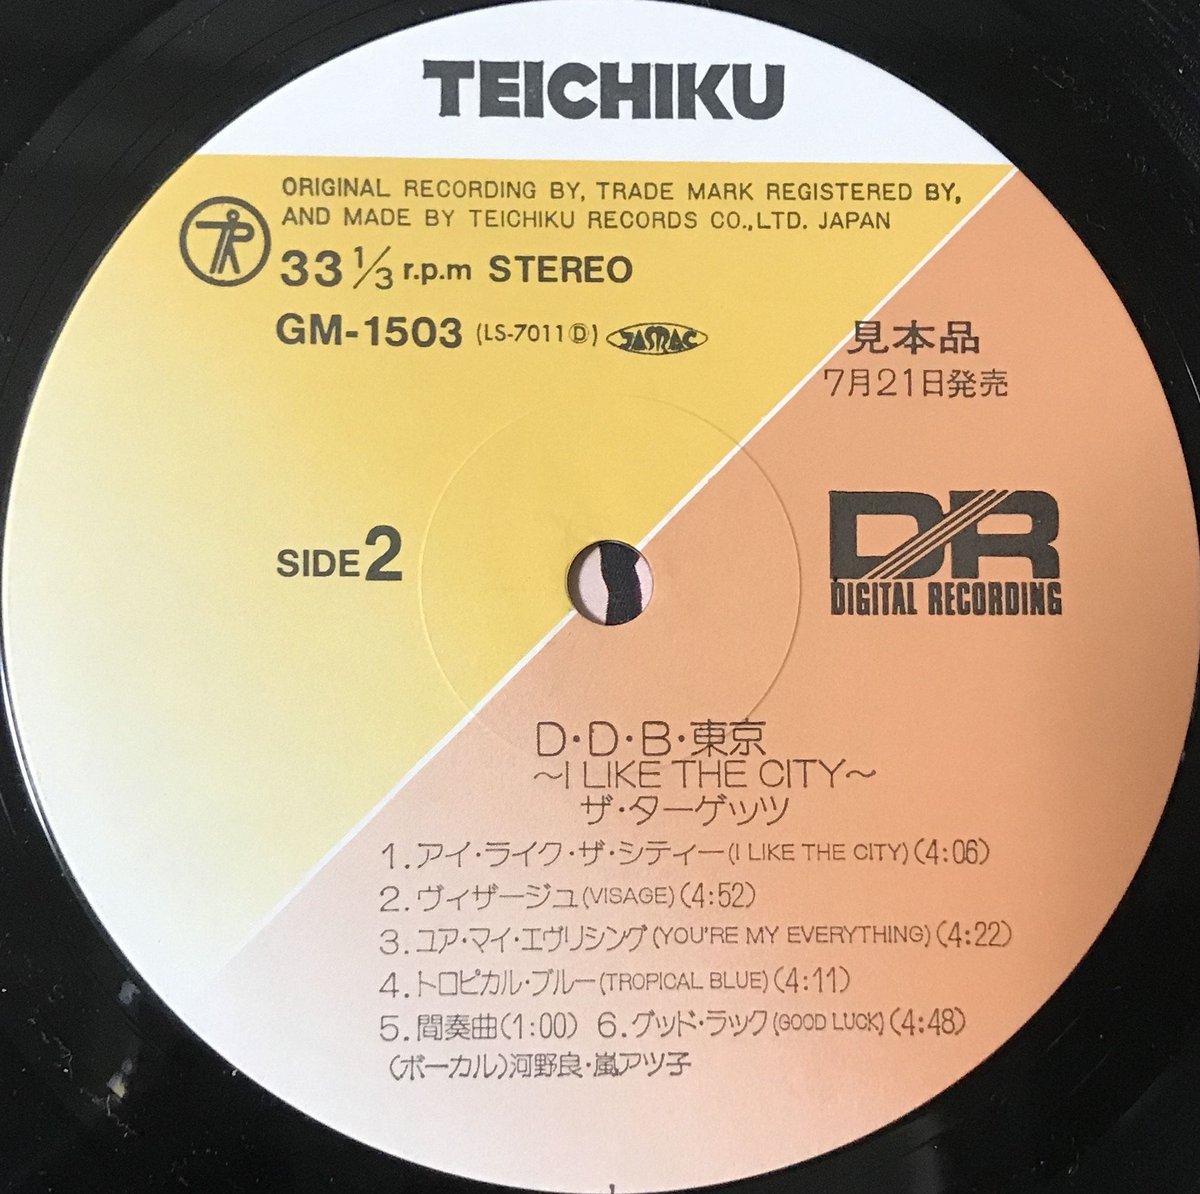 TEICHIKU
ORIGINAL RECORDING BY, TRADE MARK REGISTERED BY,
AND MADE BY TEICHIKU RECORDS CO.,LTD. JAPAN
33 1/3 r.p.m STEREO
GM-1503 (LS-7011Ⓓ) JASRAC
見本品
7月21日発売
SIDE 2
DR
DIGITAL RECORDING
D・D・B・東京
〜I LIKE THE CITY〜
ザ・ターゲッツ
1.アイ・ライク・ザ・シティー(I LIKE THE CITY)(4:06)
2.ヴィザージュ(VISAGE)(4:52)
3.ユア・マイ・エヴリシング(YOU'RE MY EVERYTHING)(4:22)
4.トロピカル・ブルー(TROPICAL BLUE)(4:11)
5.間奏曲(1:00) 6.グッド・ラック(GOOD LUCK)(4:48)
(ボーカル)河野良・嵐アツ子